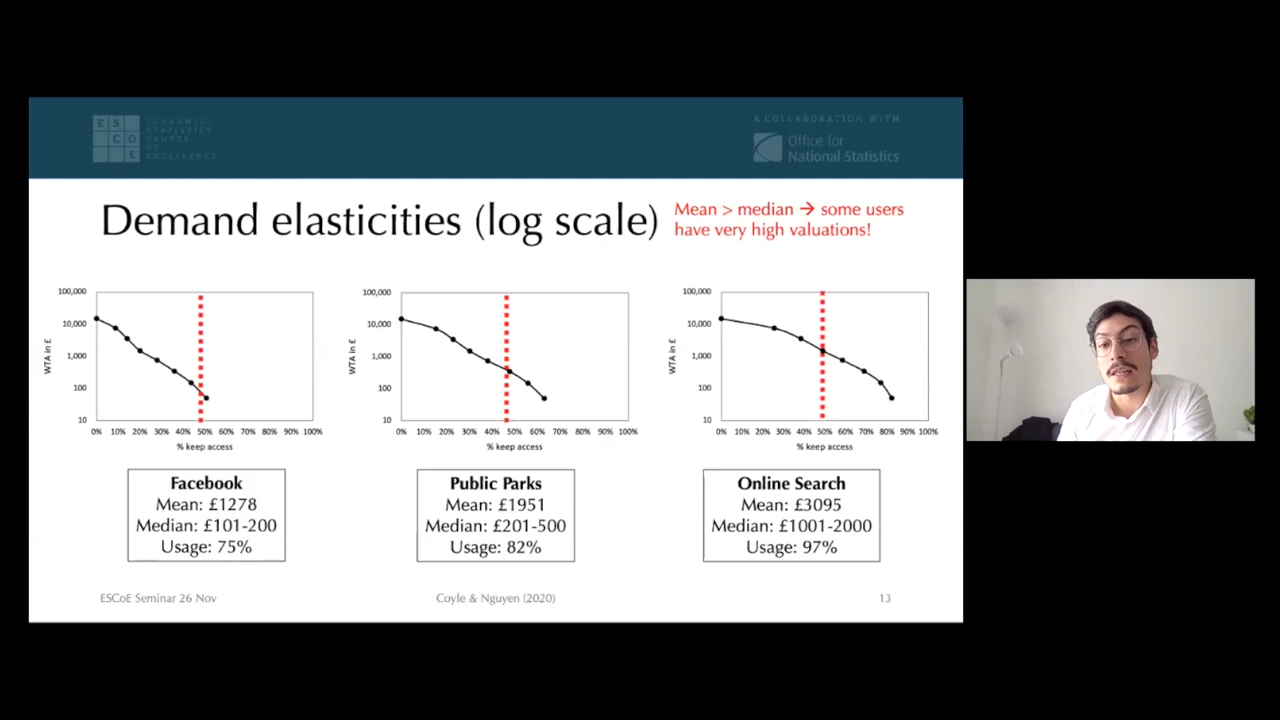 E S
C O
E
ECONOMIC
STATISTICS
CENTRE
OF
EXCELLENCE
A COLLABORATION WITH
Office for
National Statistics
Demand elasticities (log scale)
Mean > median → some users
have very high valuations!
100,000
10,000
1,000
100
10
WTA in £
0% 10% 20% 30% 40% 50% 60% 70% 80% 90% 100%
% keep access
100,000
10,000
1,000
100
10
WTA in £
0% 10% 20% 30% 40% 50% 60% 70% 80% 90% 100%
% keep access
100,000
10,000
1,000
100
10
WTA in £
0% 10% 20% 30% 40% 50% 60% 70% 80% 90% 100%
% keep access
Facebook
Mean: £1278
Median: £101-200
Usage: 75%
Public Parks
Mean: £1951
Median: £201-500
Usage: 82%
Online Search
Mean: £3095
Median: £1001-2000
Usage: 97%
ESCoE Seminar 26 Nov
Coyle & Nguyen (2020)
13